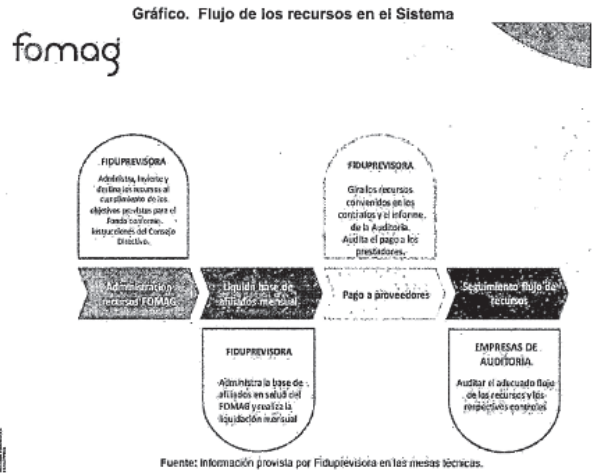 Gráfico. Flujo de los recursos en el Sistema
fomag
FIDUPREVISORA
Administra, invierte y
destina los recursos al
cumplimiento de los
objetivos previstos para el
Fondo conforme
instrucciones del Consejo
Directivo.
FIDUPREVISORA
Gira los recursos
convenidos en los
contratos y el informe
de la Auditoria.
Audita el pago a los
prestadores.
Administracion
recursos FOMAG
Liquida base de
afiliados mensual
Pago a proveedores
Seguimiento flujo de
recursos
FIDUPREVISORA
Administra la base de
afiliados en salud del
FOMAG y realiza la
liquidación mensual
EMPRESAS DE
AUDITORÍA
Auditar el adecuado flujo
de los recursos y los
respectivos controles
Fuente: Información provista por Fiduprevisora en las mesas técnicas.